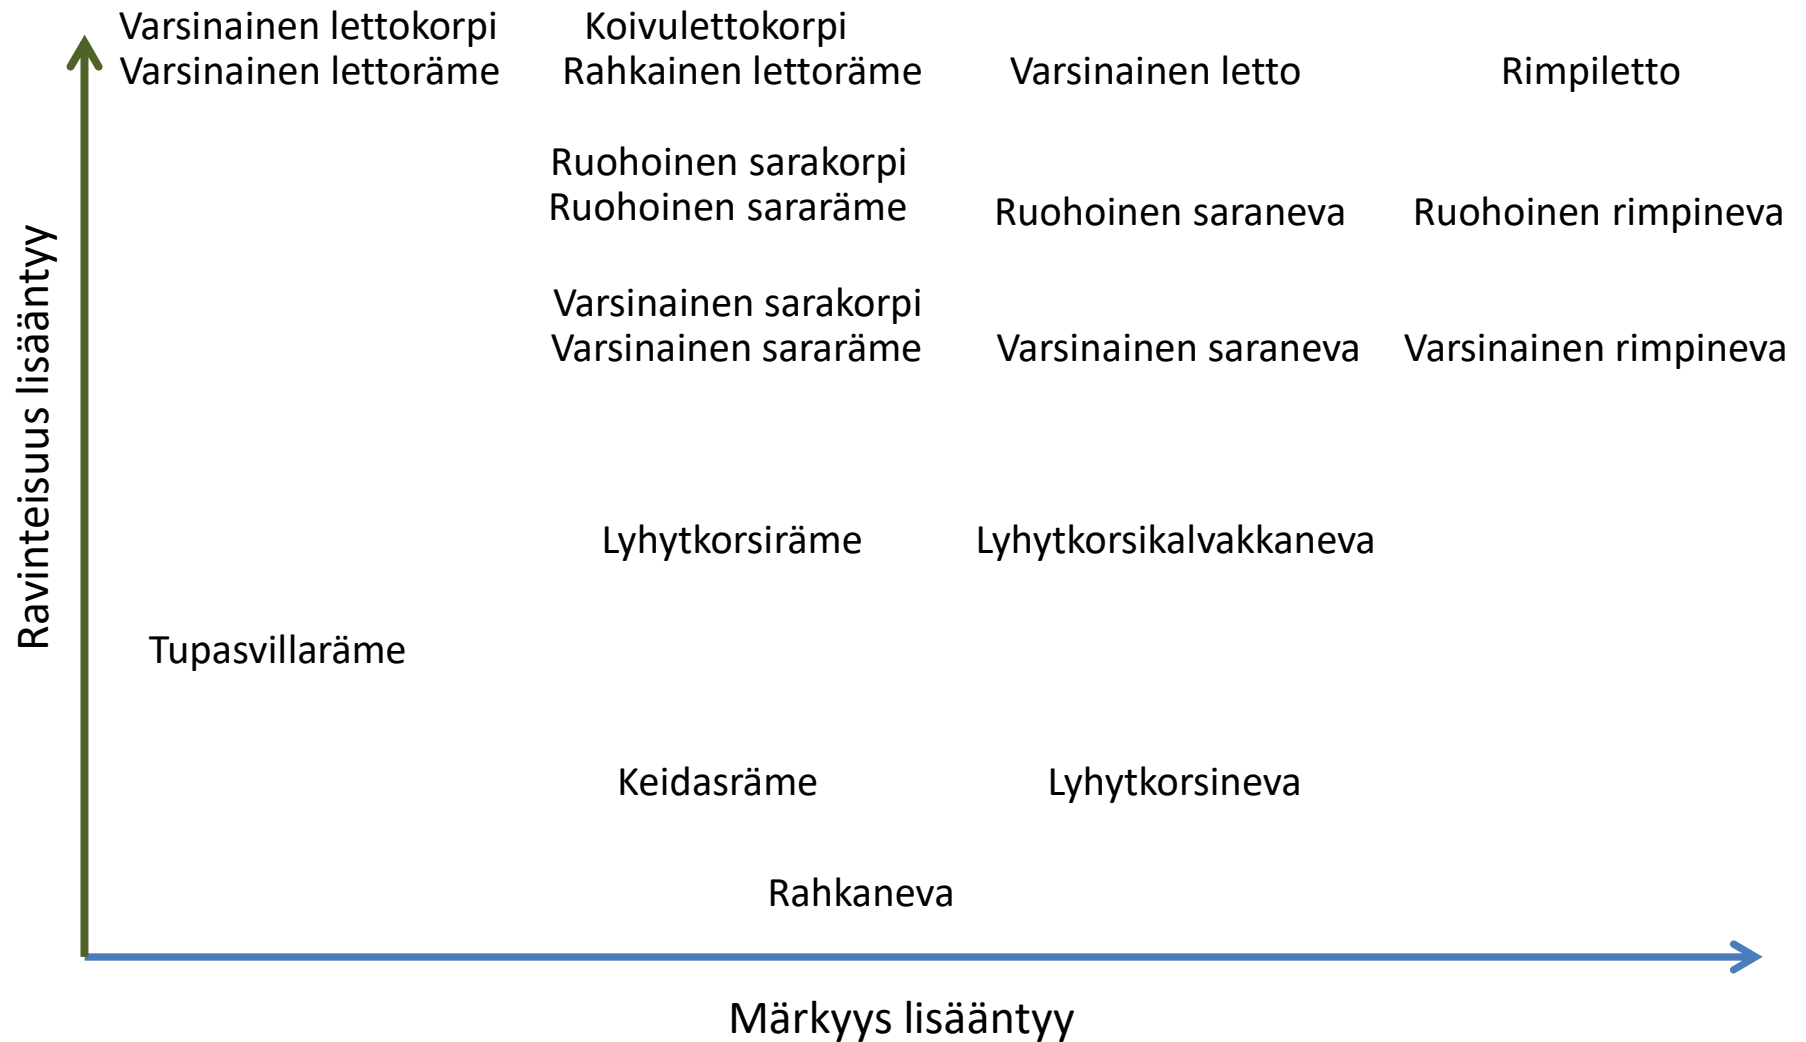 Varsinainen lettokorpi
Varsinainen lettoräme
Koivulettokorpi
Rahkainen lettoräme
Varsinainen letto
Rimpiletto
Ruohoinen sarakorpi
Ruohoinen sararäme
Ruohoinen saraneva
Ruohoinen rimpineva
Varsinainen sarakorpi
Varsinainen sararäme
Varsinainen saraneva
Varsinainen rimpineva
Ravinteisuus lisääntyy
Lyhytkorsiräme
Lyhytkorsikalvakkaneva
Tupasvillaräme
Keidasräme
Lyhytkorsineva
Rahkaneva
Märkyys lisääntyy